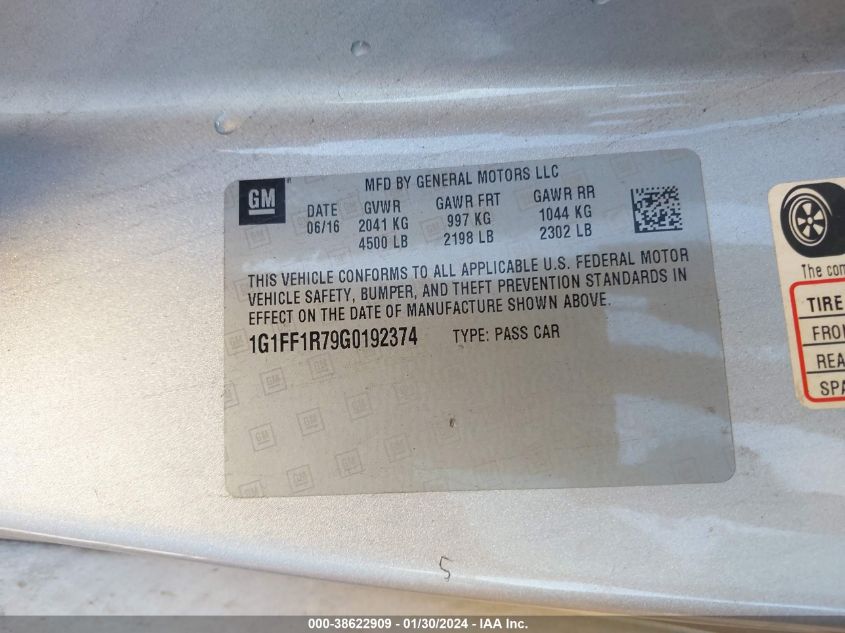 GM
MFD BY GENERAL MOTORS LLC
DATE GVWR GAWR FRT GAWR RR
06/16 2041 KG 997 KG 1044 KG
4500 LB 2198 LB 2302 LB
THIS VEHICLE CONFORMS TO ALL APPLICABLE U.S. FEDERAL MOTOR
VEHICLE SAFETY, BUMPER, AND THEFT PREVENTION STANDARDS IN
EFFECT ON THE DATE OF MANUFACTURE SHOWN ABOVE.
1G1FF1R79G0192374 TYPE: PASS CAR
The com
TIRE
FRO
REA
SPA
5
000-38622909 - 01/30/2024 - IAA Inc.